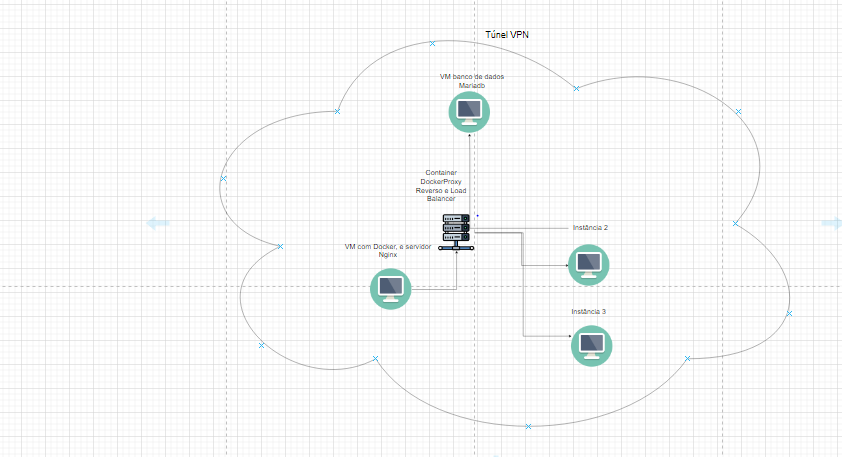 Túnel VPN
VM banco de dados
Mariadb
Container
DockerProxy
Reverso e Load
Balancer
Instância 2
VM com Docker, e servidor
Nginx
Instância 3